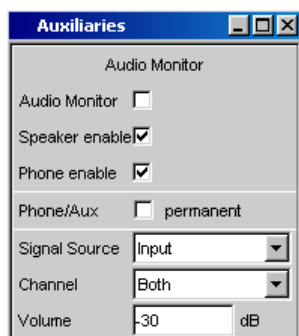 Auxiliaries
Audio Monitor
Audio Monitor
Speaker enable
Phone enable
Phone/Aux permanent
Signal Source Input
Channel Both
Volume -30 dB